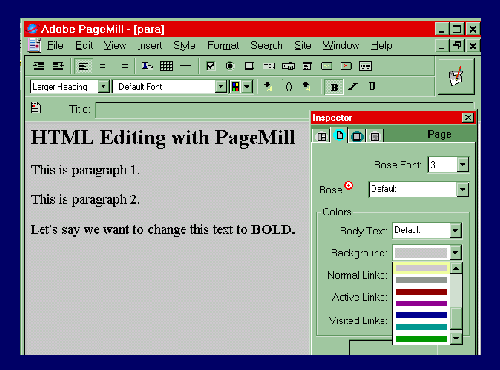 Adobe PageMill - [para]
File Edit View Insert Style Format Search Site Window Help
Larger Heading Default Font B I U
Title:
Inspector
HTML Editing with PageMill
Page
This is paragraph 1.
Base Font: 3
This is paragraph 2.
Base Default
Colors
Let's say we want to change this text to BOLD.
Body Text: Default
Background:
Normal Links:
Active Links:
Visited Links: